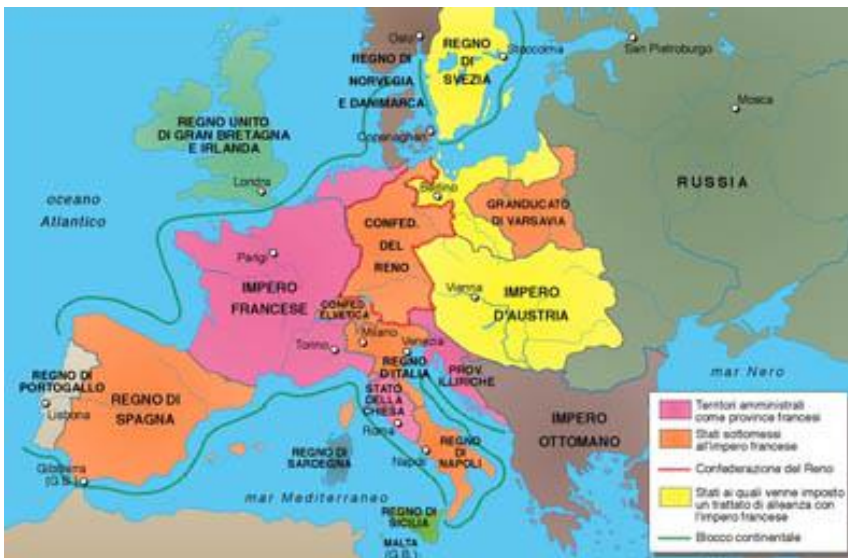 Oslo
REGNO
DI
SVEZIA
Stoccolma
San Pietroburgo
REGNO DI
NORVEGIA
E DANIMARCA
Mosca
REGNO UNITO
DI GRAN BRETAGNA
E IRLANDA
Copenaghen
Londra
Berlino
RUSSIA
oceano
Atlantico
GRANDUCATO
DI VARSAVIA
CONFED.
DEL
RENO
Parigi
IMPERO
FRANCESE
Vienna
IMPERO
D'AUSTRIA
CONFED.
ELVETICA
Milano
Torino
Venezia
REGNO
D'ITALIA
PROV.
ILLIRICHE
mar Nero
REGNO DI
PORTOGALLO
Lisbona
REGNO DI
SPAGNA
STATO
DELLA
CHIESA
Roma
IMPERO
OTTOMANO
Gibilterra
(G.B.)
REGNO DI
SARDEGNA
Napoli
REGNO
DI
NAPOLI
mar Mediterraneo
REGNO DI
SICILIA
MALTA
(G.B.)
Territori amministrati
come province francesi
Stati sottomessi
all'impero francese
Confederazione del Reno
Stati ai quali venne imposto
un trattato di alleanza con
l'impero francese
Blocco continentale